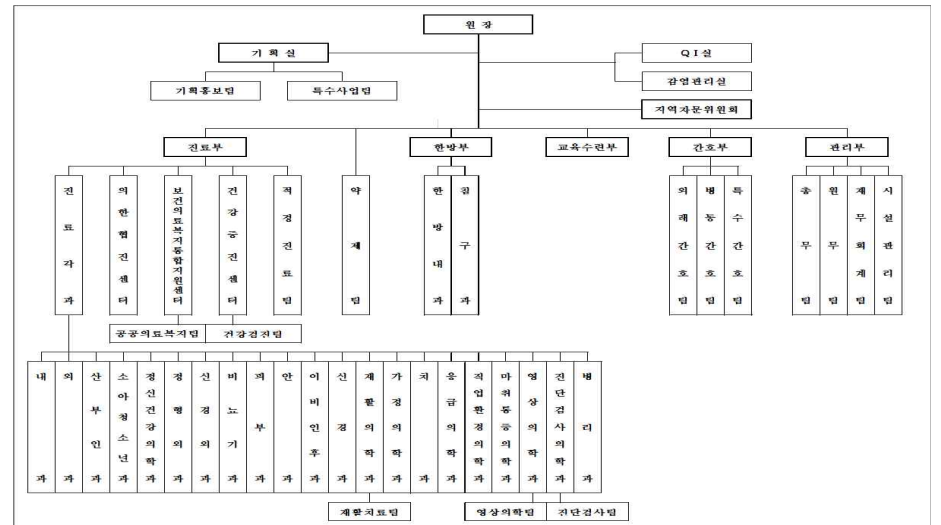 원 장
기 획 실
QI실
기획홍보팀
특수사업팀
감염관리실
지역자문위원회
진료부
한방부
교육수련부
간호부
관리부
진료각과
의한협진센터
보건의료복지통합지원센터
건강증진센터
적정진료팀
약제팀
한방내과
침구과
외래간호팀
병동간호팀
특수간호팀
총무팀
원무팀
재무회계팀
시설관리팀
공공의료복지팀
건강검진팀
내과
외과
산부인과
소아청소년과
정신건강의학과
정형외과
신경외과
비뇨기과
피부과
안과
이비인후과
신경과
재활의학과
가정의학과
치과
응급의학과
직업환경의학과
마취통증의학과
영상의학과
진단검사의학과
병리과
재활치료팀
영상의학팀
진단검사팀